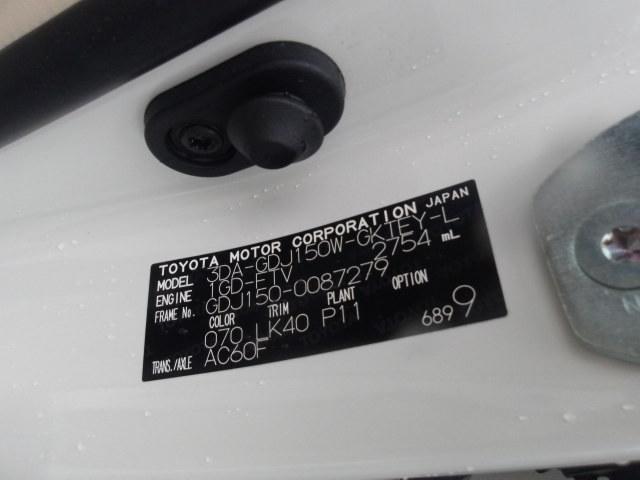 TOYOTA MOTOR CORPORATION JAPAN
MODEL 3DA-GDJ150W-GKTEY-L
ENGINE 1GD-FTV 2754 mL
FRAME No. GDJ150-0087279
COLOR TRIM PLANT OPTION
070 LK40 P11
TRANS./AXLE AC60F 689 9